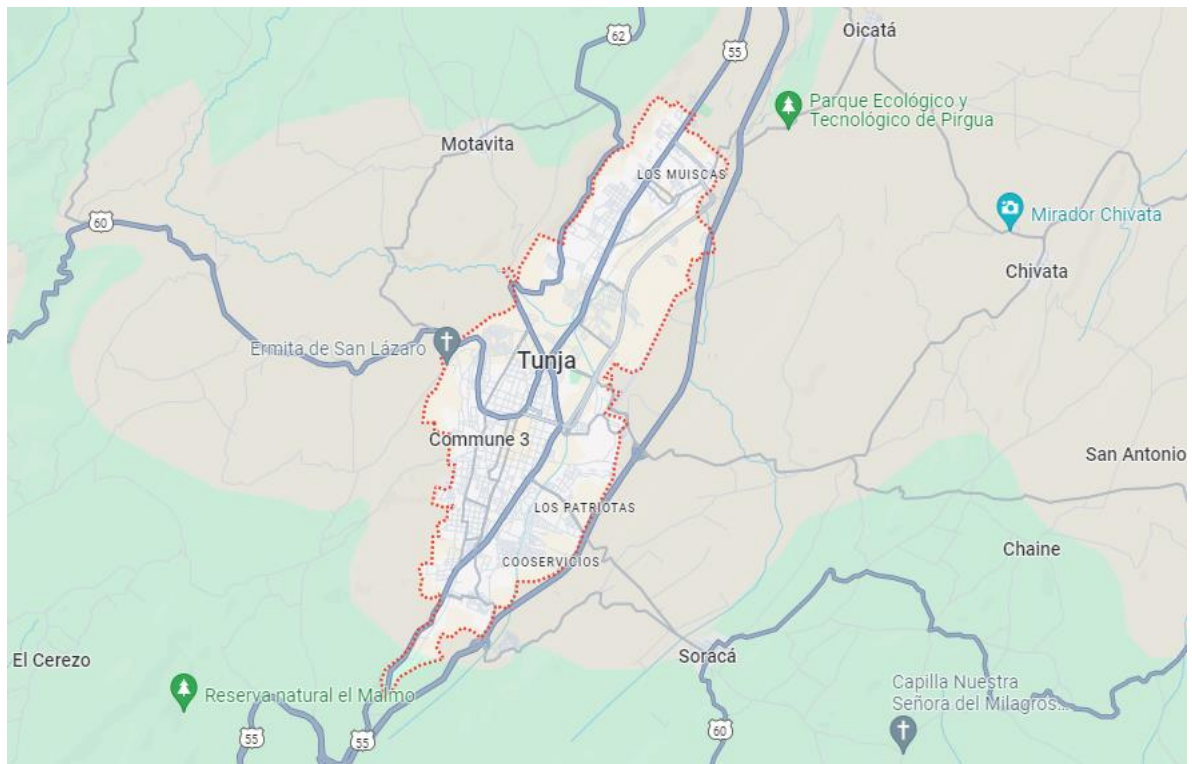 62
55
Oicatá
Parque Ecológico y
Tecnológico de Pirgua
Motavita
LOS MUISCAS
60
Mirador Chivata
Chivata
Ermita de San Lázaro
Tunja
Commune 3
San Antonio
LOS PATRIOTAS
Chaine
COOSERVICIOS
El Cerezo
Soracá
Reserva natural el Malmo
Capilla Nuestra
Señora del Milagros...
55
55
60